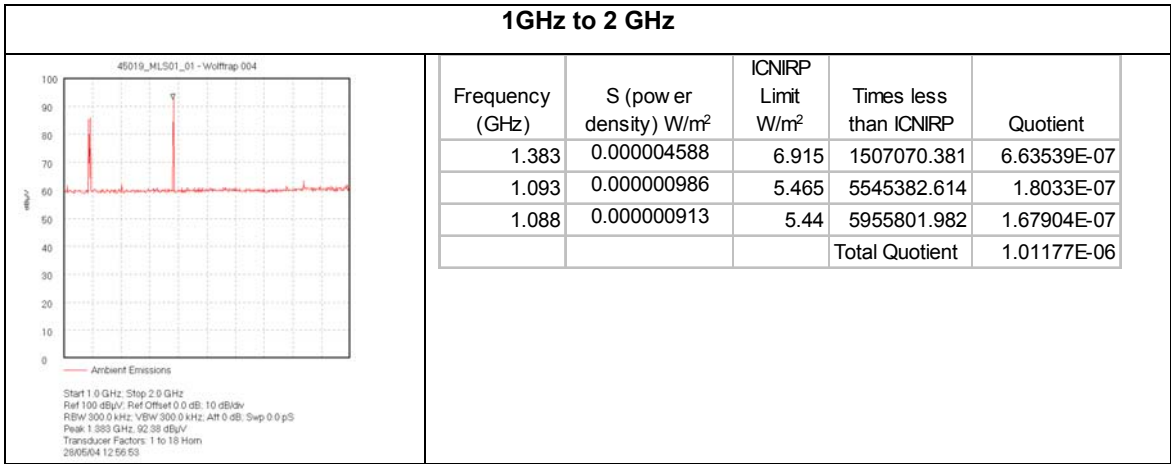 1GHz to 2 GHz
45019_MLS01_01 - Wolftrap 004
100
90
80
70
60
50
40
30
20
10
0
dBµV
Ambient Emissions
Start 1.0 GHz; Stop 2.0 GHz
Ref 100 dBµV; Ref Offset 0.0 dB; 10 dB/div
RBW 300.0 kHz; VBW 300.0 kHz; Att 0 dB; Swp 0.0 pS
Peak 1.383 GHz, 92.38 dBµV
Transducer Factors: 1 to 18 Horn
28/05/04 12:56:53
Frequency (GHz) S (pow er density) W/m² ICNIRP Limit W/m² Times less than ICNIRP Quotient
1.383 0.000004588 6.915 1507070.381 6.63539E-07
1.093 0.000000986 5.465 5545382.614 1.8033E-07
1.088 0.000000913 5.44 5955801.982 1.67904E-07
Total Quotient 1.01177E-06